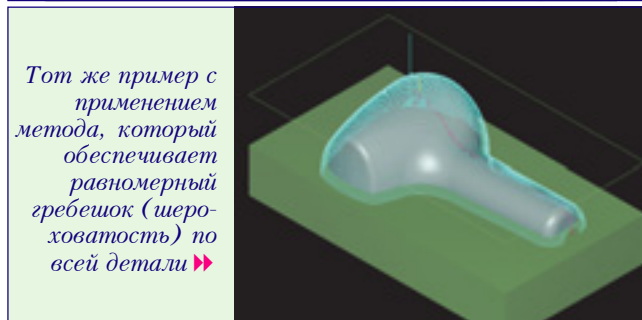 Тот же пример с
применением
метода, который
обеспечивает
равномерный
гребешок (шеро-
ховатость) по
всей детали